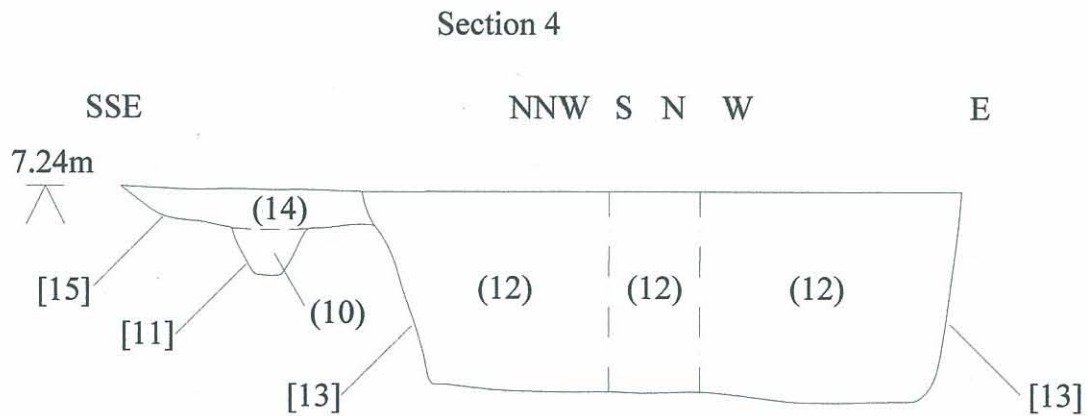 Section 4
SSE NNW S N W E
7.24m
(14)
[15] (12) (12) (12)
[11] (10)
[13] [13]